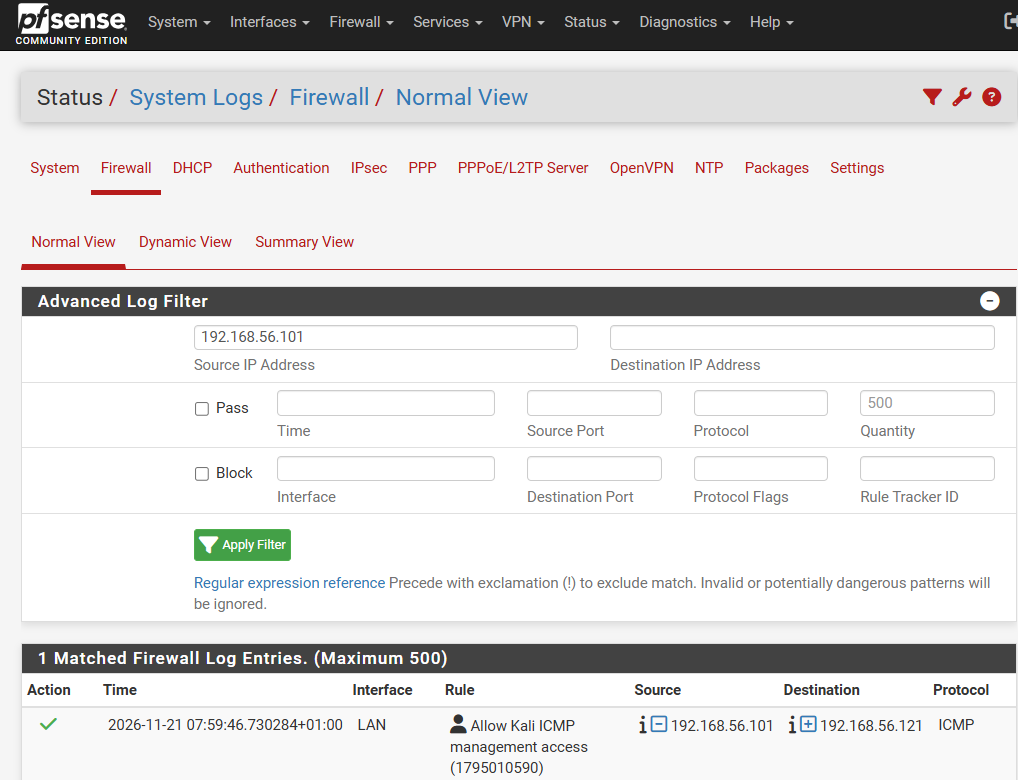 pfsense
COMMUNITY EDITION
System Interfaces Firewall Services VPN Status Diagnostics Help
Status / System Logs / Firewall / Normal View
System Firewall DHCP Authentication IPsec PPP PPPoE/L2TP Server OpenVPN NTP Packages Settings
Normal View Dynamic View Summary View
Advanced Log Filter
192.168.56.101
Source IP Address Destination IP Address
Pass 500
Time Source Port Protocol Quantity
Block
Interface Destination Port Protocol Flags Rule Tracker ID
Apply Filter
Regular expression reference Precede with exclamation (!) to exclude match. Invalid or potentially dangerous patterns will
be ignored.
1 Matched Firewall Log Entries. (Maximum 500)
Action Time Interface Rule Source Destination Protocol
2026-11-21 07:59:46.730284+01:00 LAN Allow Kali ICMP 192.168.56.101 192.168.56.121 ICMP
management access
(1795010590)